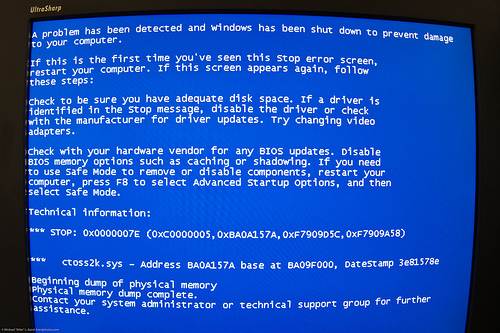 UltraSharp
A problem has been detected and windows has been shut down to prevent damage
to your computer.
If this is the first time you've seen this Stop error screen,
restart your computer. If this screen appears again, follow
these steps:
Check to be sure you have adequate disk space. If a driver is
identified in the Stop message, disable the driver or check
with the manufacturer for driver updates. Try changing video
adapters.
Check with your hardware vendor for any BIOS updates. Disable
BIOS memory options such as caching or shadowing. If you need
to use Safe Mode to remove or disable components, restart your
computer, press F8 to select Advanced Startup Options, and then
select Safe Mode.
Technical information:
*** STOP: 0x0000007E (0xC0000005,0xBA0A157A,0xF7909D5C,0xF7909A58)
*** ctoss2k.sys - Address BA0A157A base at BA09F000, DateStamp 3e81578e
Beginning dump of physical memory
Physical memory dump complete.
Contact your system administrator or technical support group for further
assistance.